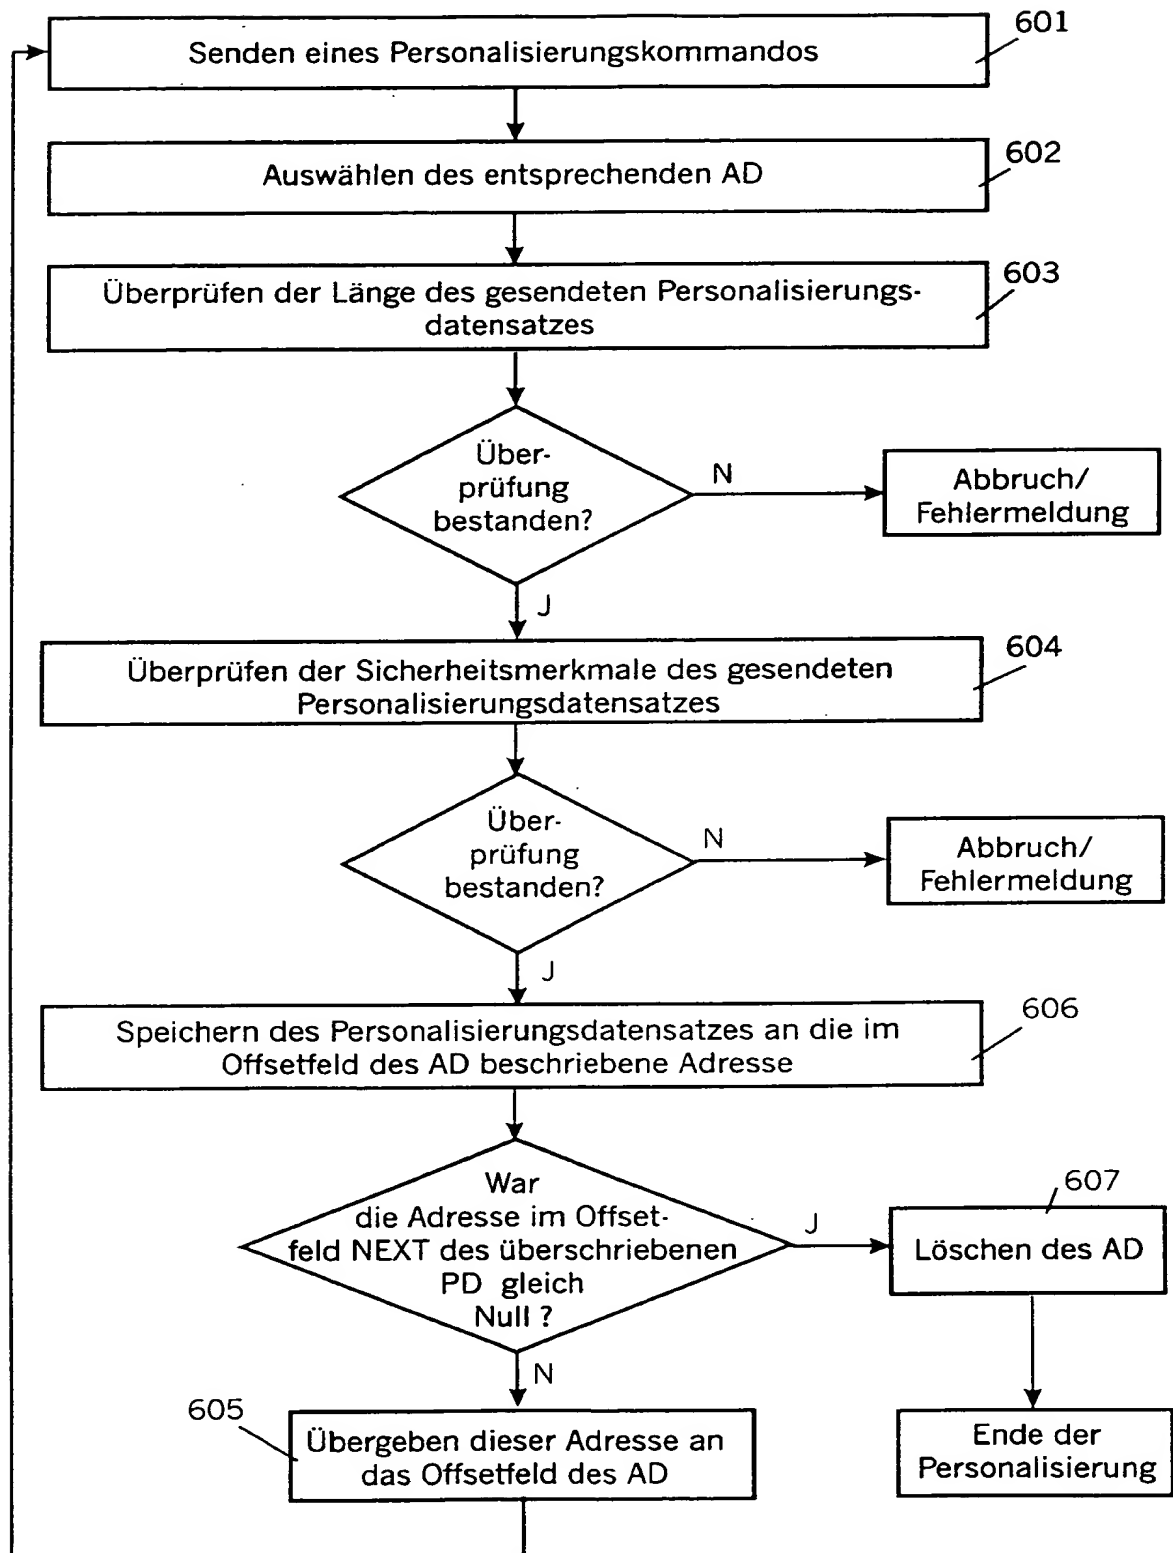 601
Senden eines Personalisierungskommandos
602
Auswählen des entsprechenden AD
603
Überprüfen der Länge des gesendeten Personalisierungs-
datensatzes
Über-
prüfung
bestanden?
N
Abbruch/
Fehlermeldung
J
604
Überprüfen der Sicherheitsmerkmale des gesendeten
Personalisierungsdatensatzes
Über-
prüfung
bestanden?
N
Abbruch/
Fehlermeldung
J
606
Speichern des Personalisierungsdatensatzes an die im
Offsetfeld des AD beschriebene Adresse
War
die Adresse im Offset-
feld NEXT des überschriebenen
PD gleich
Null ?
J
607
Löschen des AD
N
605
Übergeben dieser Adresse an
das Offsetfeld des AD
Ende der
Personalisierung